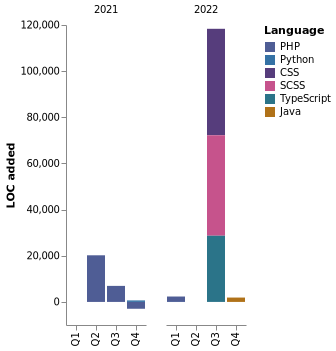 2021 2022
Language
PHP
Python
CSS
SCSS
TypeScript
Java
LOC added
120,000
100,000
80,000
60,000
40,000
20,000
0
Q1 Q2 Q3 Q4 Q1 Q2 Q3 Q4